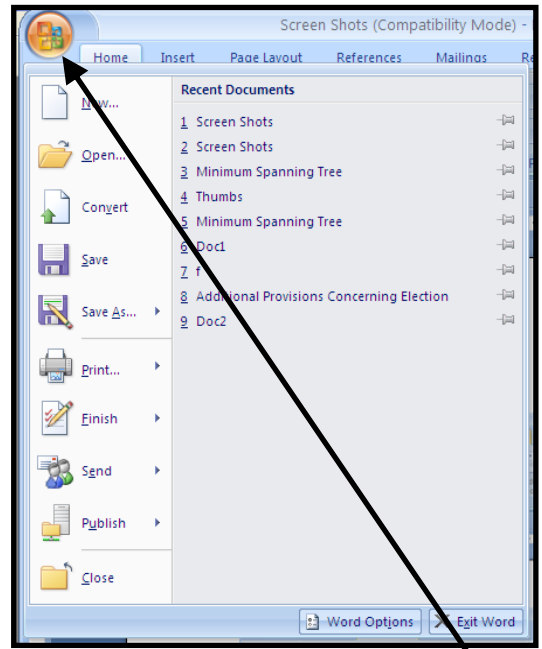 Screen Shots (Compatibility Mode) -
Home Insert Page Layout References Mailings Re
New...
Open...
Convert
Save
Save As...
Print...
Finish
Send
Publish
Close
Recent Documents
1 Screen Shots
2 Screen Shots
3 Minimum Spanning Tree
4 Thumbs
5 Minimum Spanning Tree
6 Doc1
7 f
8 Additional Provisions Concerning Election
9 Doc2
Word Options Exit Word